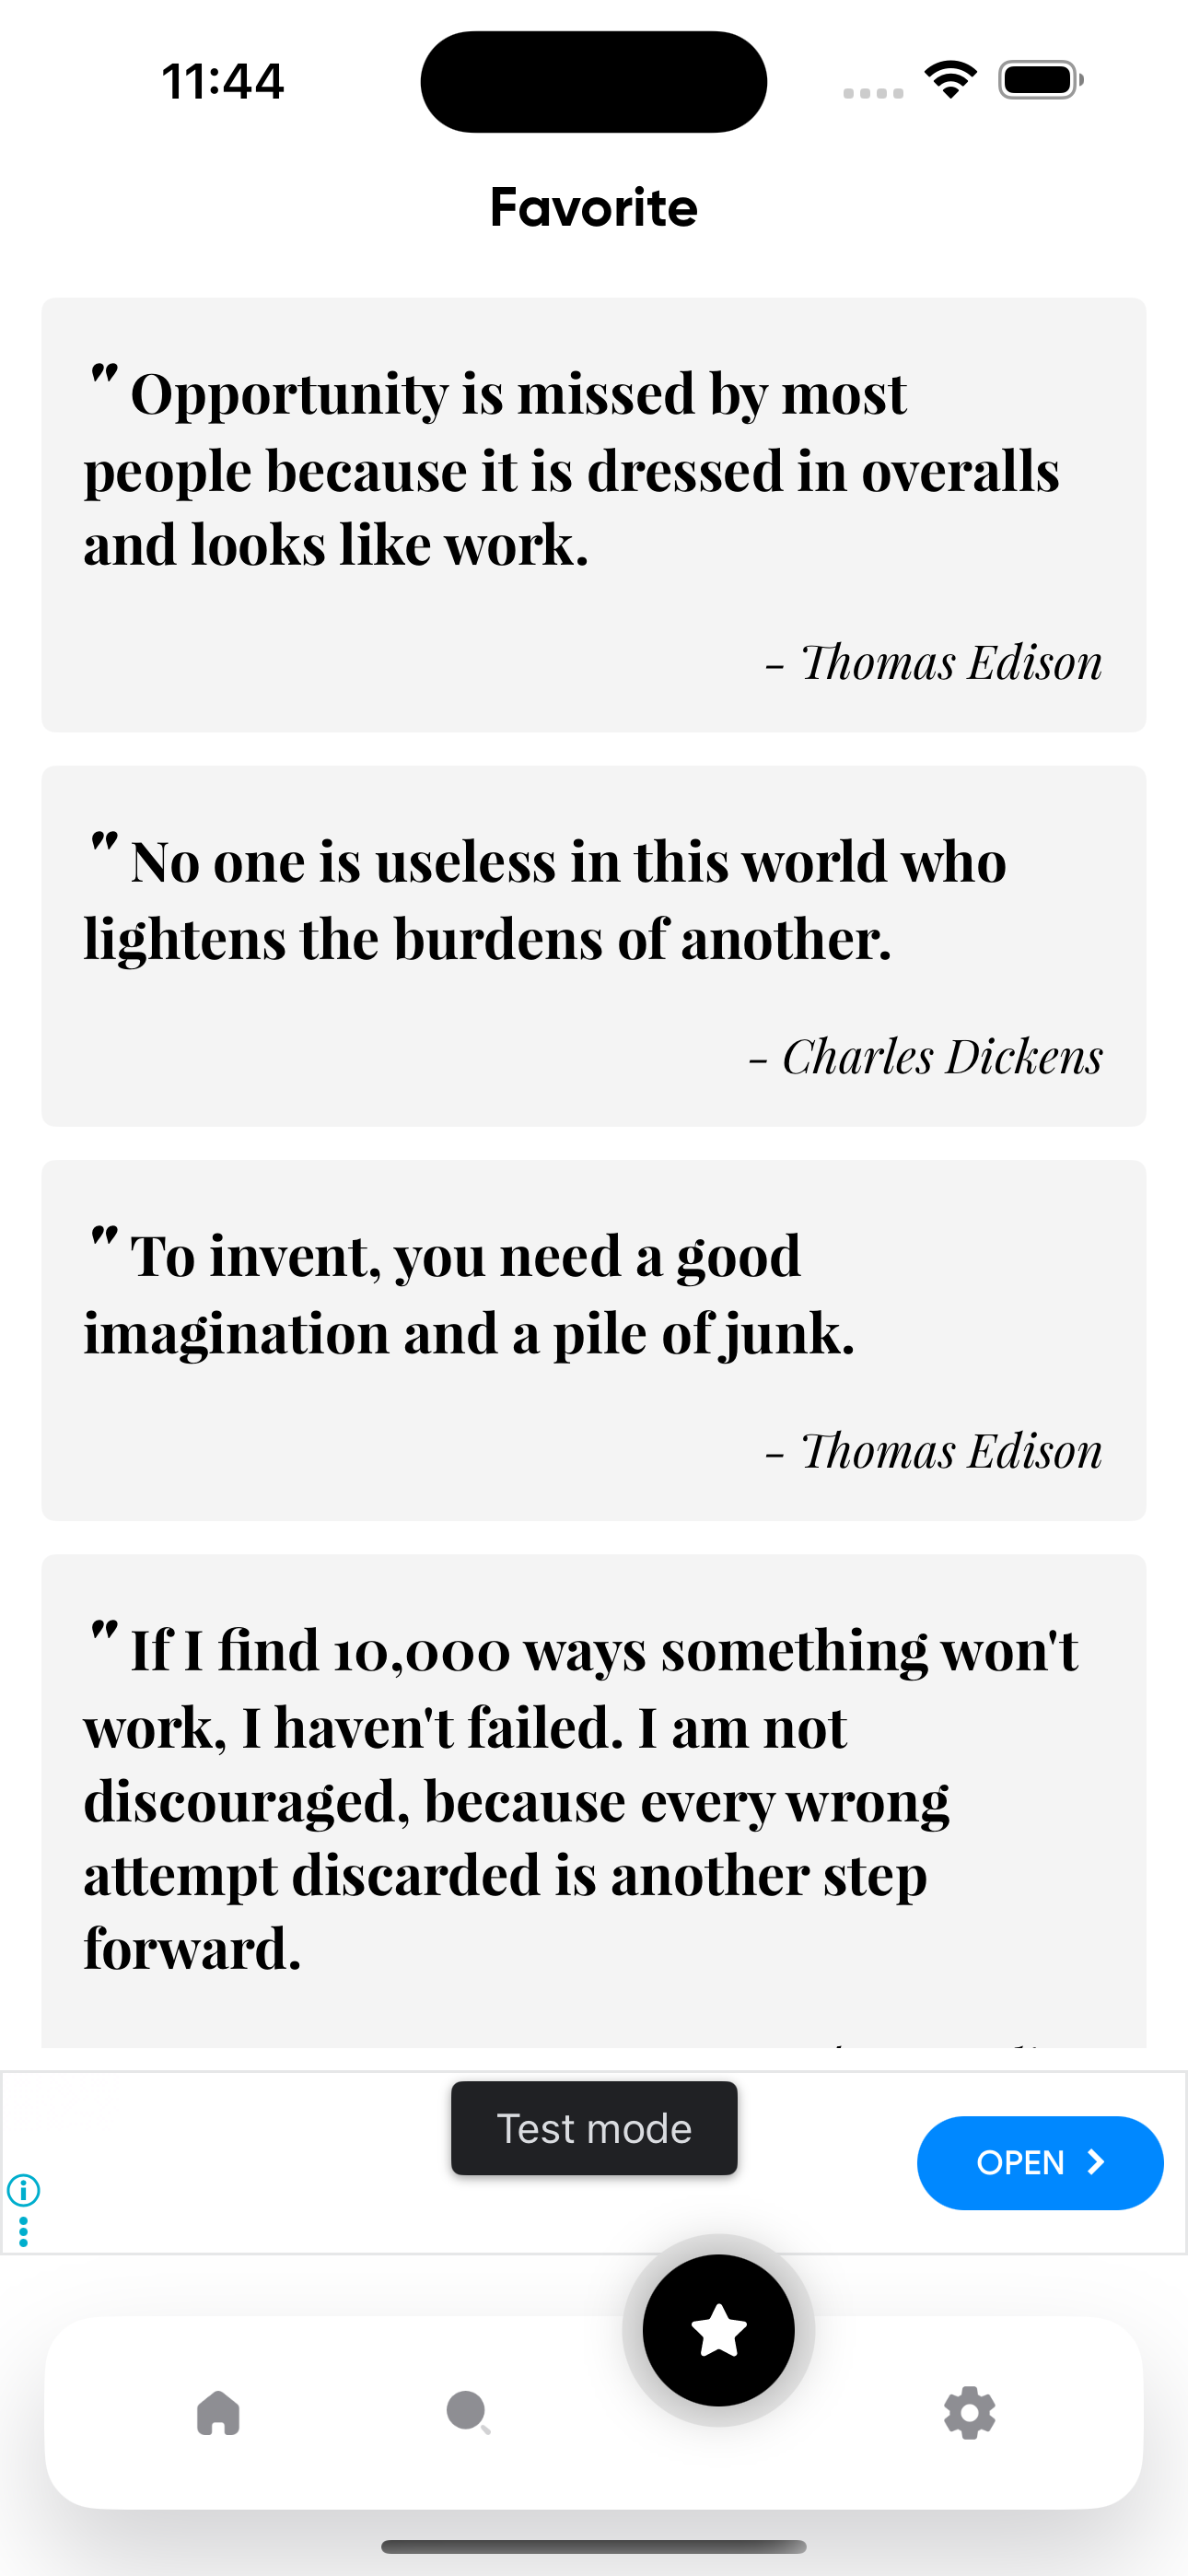 11:44
Favorite
" Opportunity is missed by most
people because it is dressed in overalls
and looks like work.
- Thomas Edison
" No one is useless in this world who
lightens the burdens of another.
- Charles Dickens
" To invent, you need a good
imagination and a pile of junk.
- Thomas Edison
" If I find 10,000 ways something won't
work, I haven't failed. I am not
discouraged, because every wrong
attempt discarded is another step
forward.
Test mode
OPEN